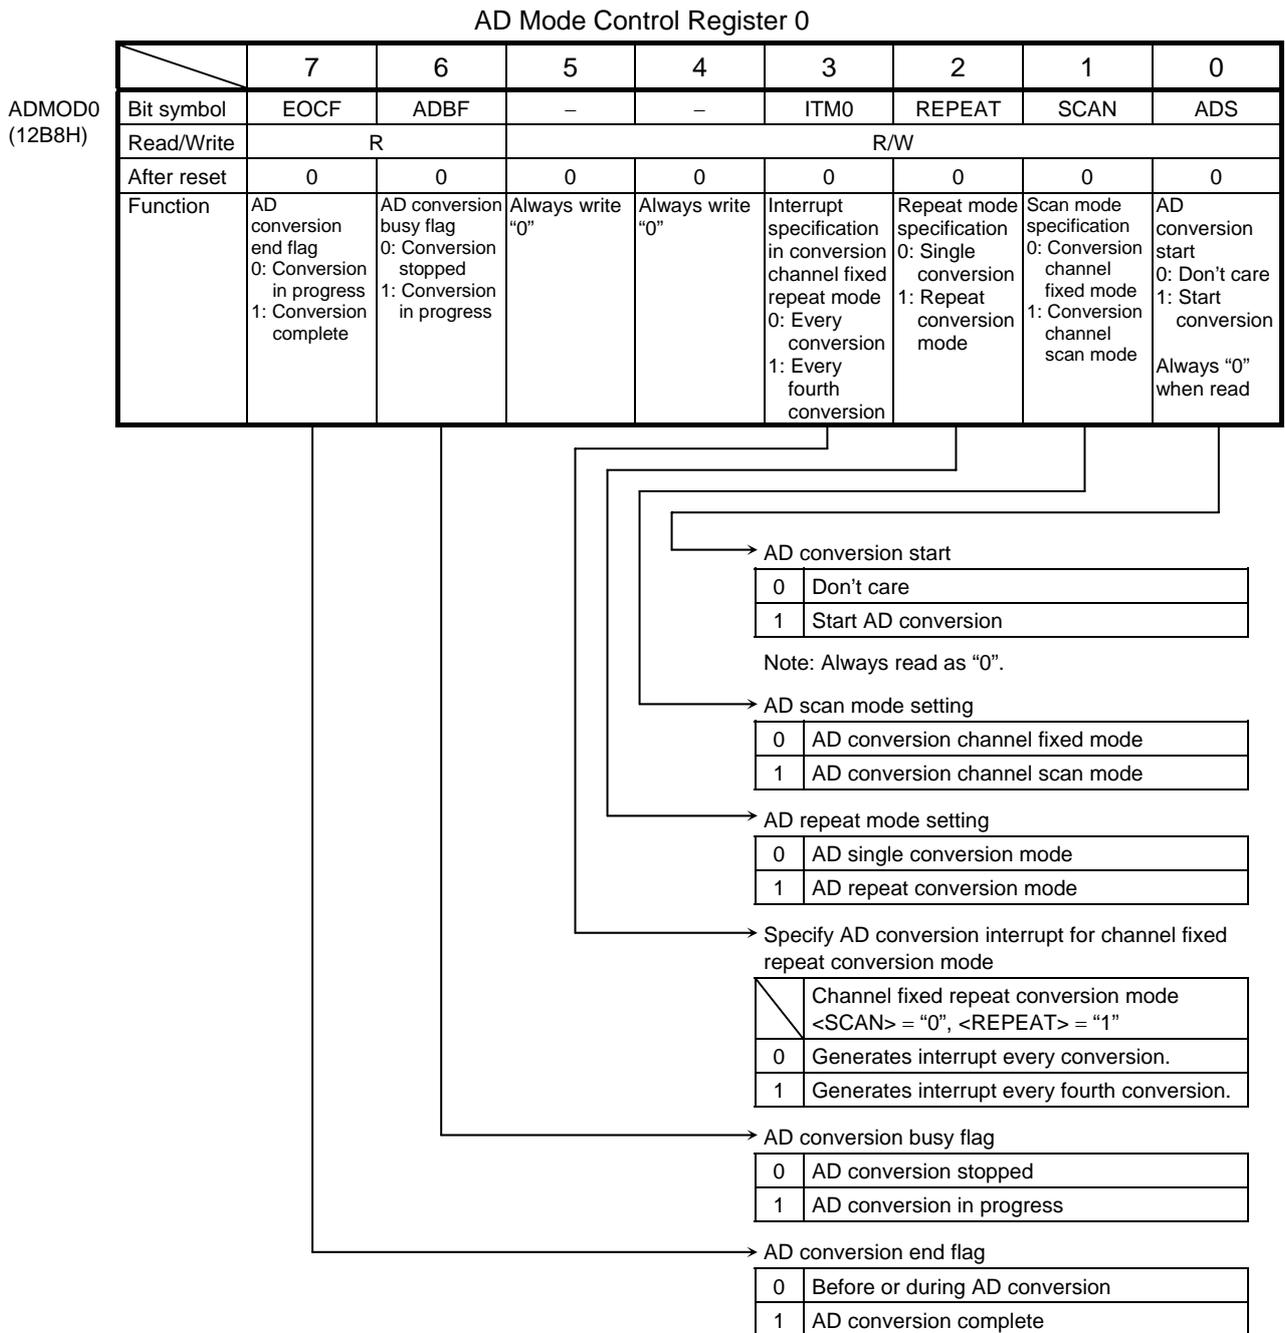 AD Mode Control Register 0
7 6 5 4 3 2 1 0
ADMOD0
(12B8H)
Bit symbol EOCF ADBF – – ITM0 REPEAT SCAN ADS
Read/Write R R/W
After reset 0 0 0 0 0 0 0 0
Function
AD
conversion
end flag
0: Conversion
in progress
1: Conversion
complete
AD conversion
busy flag
0: Conversion
stopped
1: Conversion
in progress
Always write
“0”
Always write
“0”
Interrupt
specification
in conversion
channel fixed
repeat mode
0: Every
conversion
1: Every
fourth
conversion
Repeat mode
specification
0: Single
conversion
1: Repeat
conversion
mode
Scan mode
specification
0: Conversion
channel
fixed mode
1: Conversion
channel
scan mode
AD
conversion
start
0: Don’t care
1: Start
conversion
Always “0”
when read
AD conversion start
0 Don’t care
1 Start AD conversion
Note: Always read as “0”.
AD scan mode setting
0 AD conversion channel fixed mode
1 AD conversion channel scan mode
AD repeat mode setting
0 AD single conversion mode
1 AD repeat conversion mode
Specify AD conversion interrupt for channel fixed
repeat conversion mode
Channel fixed repeat conversion mode
<SCAN> = “0”, <REPEAT> = “1”
0 Generates interrupt every conversion.
1 Generates interrupt every fourth conversion.
AD conversion busy flag
0 AD conversion stopped
1 AD conversion in progress
AD conversion end flag
0 Before or during AD conversion
1 AD conversion complete